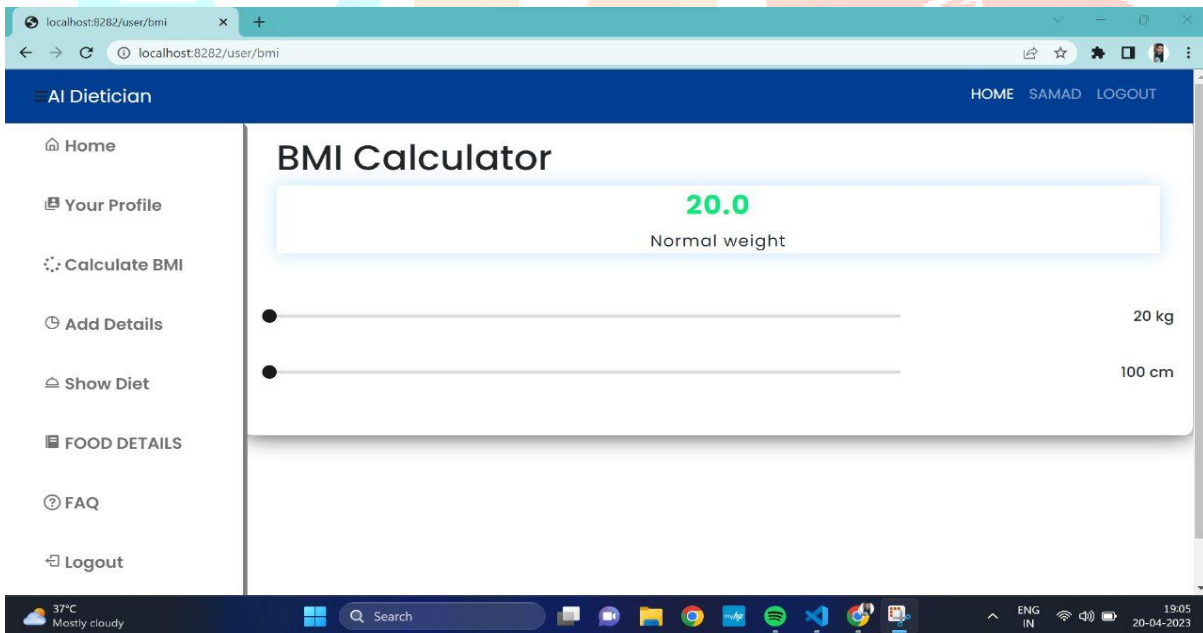 localhost:8282/user/bmi
localhost:8282/user/bmi
AI Dietician
HOME SAMAD LOGOUT
Home
Your Profile
Calculate BMI
Add Details
Show Diet
FOOD DETAILS
FAQ
Logout
BMI Calculator
20.0
Normal weight
20 kg
100 cm
37°C
Mostly cloudy
Search
myhp
ENG
IN
19:05
20-04-2023